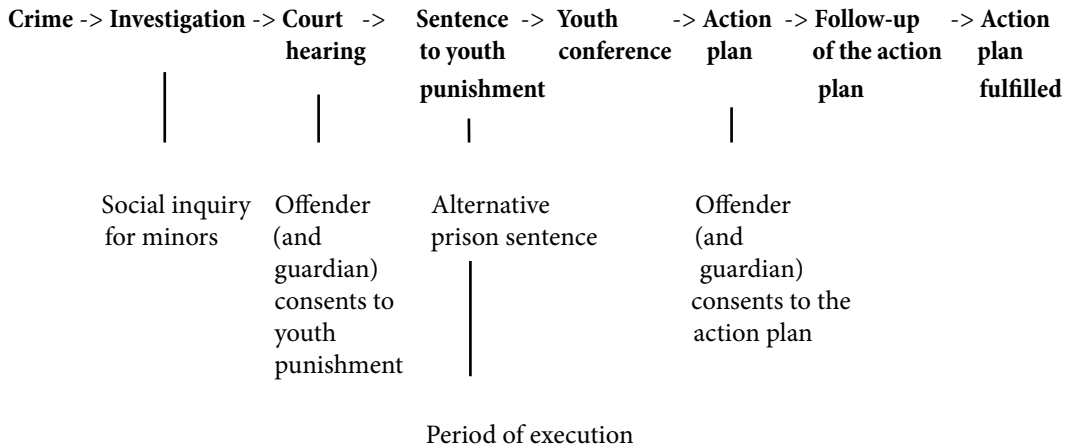 Crime -> Investigation -> Court -> Sentence -> Youth -> Action -> Follow-up -> Action
hearing to youth conference plan of the action plan
punishment plan fulfilled
Social inquiry Offender Alternative Offender
for minors (and prison sentence (and
guardian) guardian)
consents to consents to the
youth action plan
punishment
Period of execution